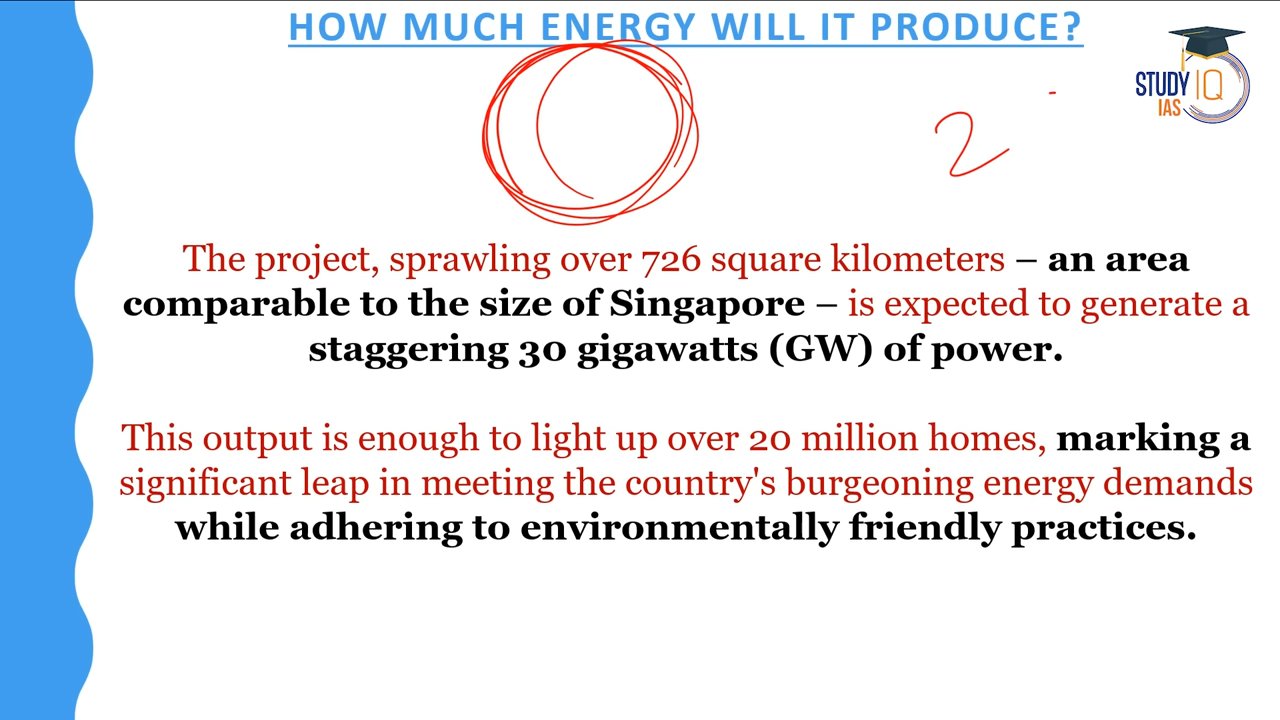 HOW MUCH ENERGY WILL IT PRODUCE?
STUDY IQ
IAS
2
The project, sprawling over 726 square kilometers – an area
comparable to the size of Singapore – is expected to generate a
staggering 30 gigawatts (GW) of power.
This output is enough to light up over 20 million homes, marking a
significant leap in meeting the country's burgeoning energy demands
while adhering to environmentally friendly practices.